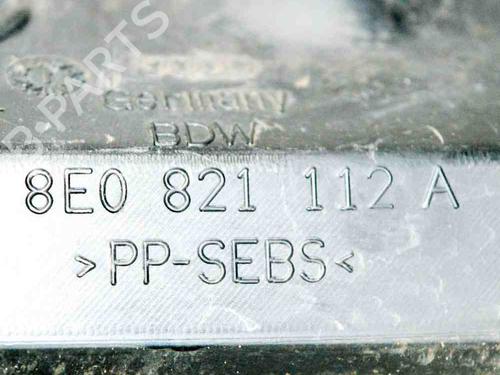 Germany
BDW
8E0 821 112 A
>PP-SEBS<